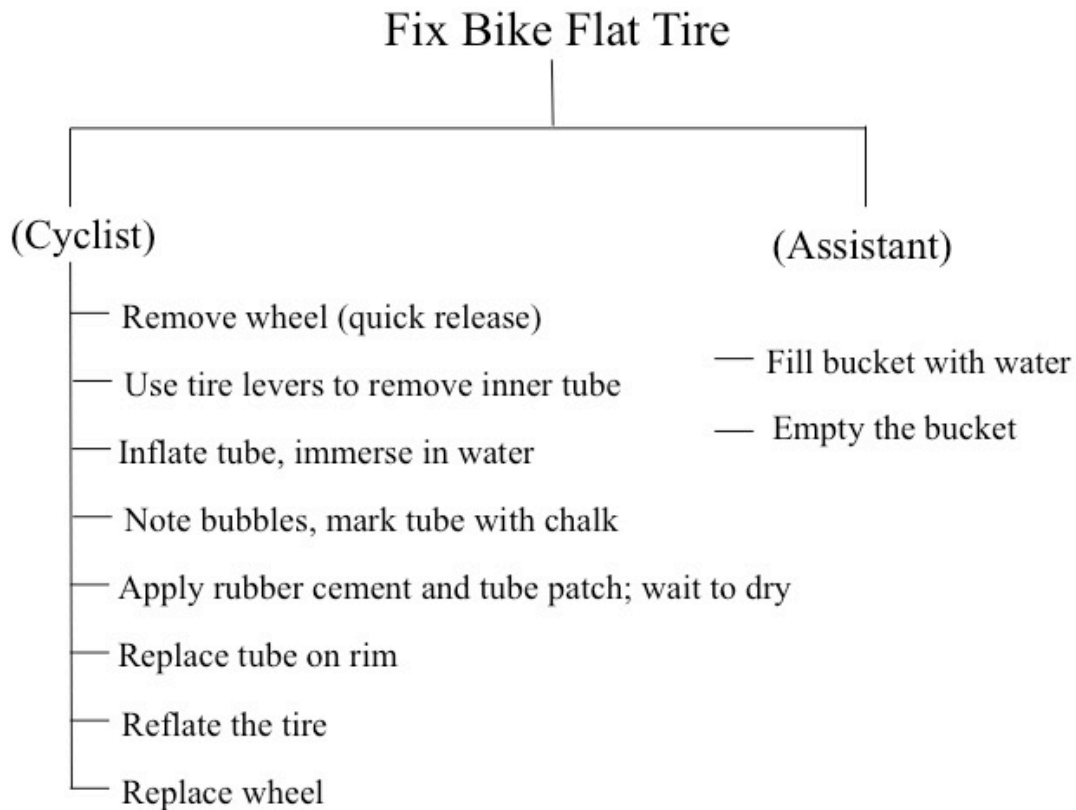 Fix Bike Flat Tire
(Cyclist)
Remove wheel (quick release)
Use tire levers to remove inner tube
Inflate tube, immerse in water
Note bubbles, mark tube with chalk
Apply rubber cement and tube patch; wait to dry
Replace tube on rim
Reflate the tire
Replace wheel
(Assistant)
Fill bucket with water
Empty the bucket